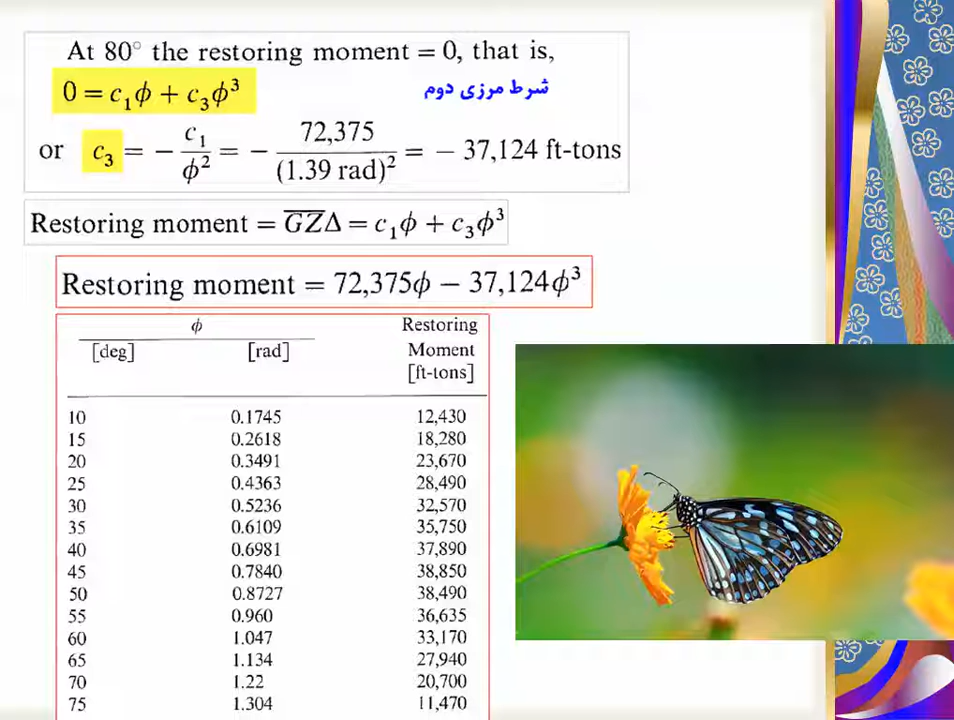 At 80° the restoring moment = 0, that is,
0 = c₁ϕ + c₃ϕ³ شرط مرزی دوم
or c₃ = − c₁/ϕ² = − 72,375/(1.39 rad)² = − 37,124 ft-tons
Restoring moment = G̅Z̅Δ = c₁ϕ + c₃ϕ³
Restoring moment = 72,375ϕ − 37,124ϕ³
ϕ Restoring
[deg] [rad] Moment
[ft-tons]
10 0.1745 12,430
15 0.2618 18,280
20 0.3491 23,670
25 0.4363 28,490
30 0.5236 32,570
35 0.6109 35,750
40 0.6981 37,890
45 0.7840 38,850
50 0.8727 38,490
55 0.960 36,635
60 1.047 33,170
65 1.134 27,940
70 1.22 20,700
75 1.304 11,470